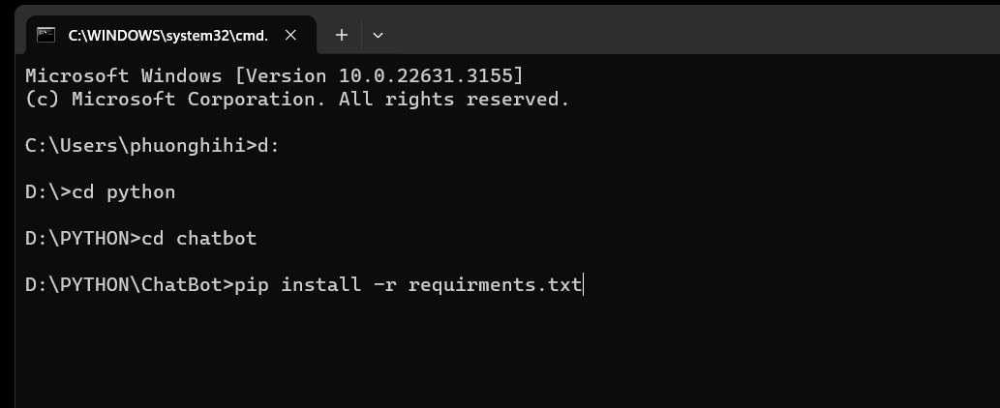 C:\WINDOWS\system32\cmd.
Microsoft Windows [Version 10.0.22631.3155]
(c) Microsoft Corporation. All rights reserved.
C:\Users\phuonghihi>d:
D:\>cd python
D:\PYTHON>cd chatbot
D:\PYTHON\ChatBot>pip install -r requirments.txt